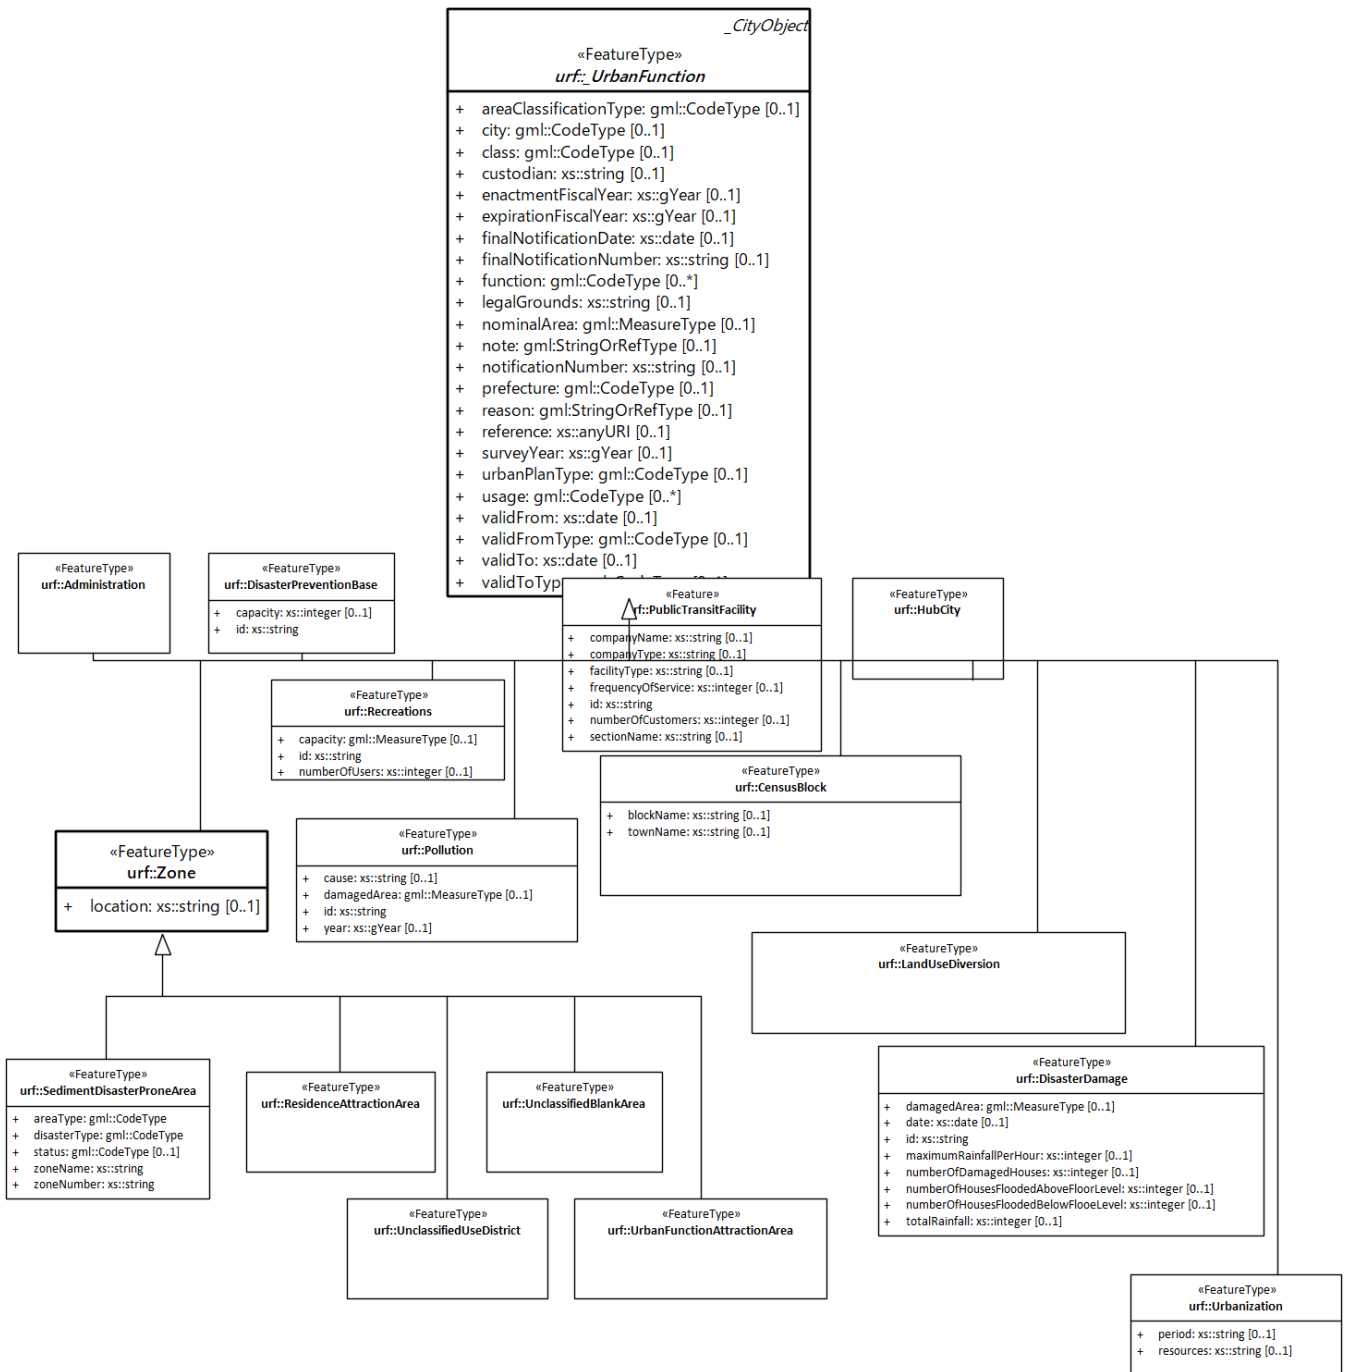 _CityObject
«FeatureType»
urf::_UrbanFunction
+ areaClassificationType: gml::CodeType [0..1]
+ city: gml::CodeType [0..1]
+ class: gml::CodeType [0..1]
+ custodian: xs::string [0..1]
+ enactmentFiscalYear: xs::gYear [0..1]
+ expirationFiscalYear: xs::gYear [0..1]
+ finalNotificationDate: xs::date [0..1]
+ finalNotificationNumber: xs::string [0..1]
+ function: gml::CodeType [0..*]
+ legalGrounds: xs::string [0..1]
+ nominalArea: gml::MeasureType [0..1]
+ note: gml:StringOrRefType [0..1]
+ notificationNumber: xs::string [0..1]
+ prefecture: gml::CodeType [0..1]
+ reason: gml:StringOrRefType [0..1]
+ reference: xs::anyURI [0..1]
+ surveyYear: xs::gYear [0..1]
+ urbanPlanType: gml::CodeType [0..1]
+ usage: gml::CodeType [0..*]
+ validFrom: xs::date [0..1]
+ validFromType: gml::CodeType [0..1]
+ validTo: xs::date [0..1]
+ validToType
«FeatureType»
urf::Administration
«FeatureType»
urf::DisasterPreventionBase
+ capacity: xs::integer [0..1]
+ id: xs::string
«Feature»
urf::PublicTransitFacility
+ companyName: xs::string [0..1]
+ companyType: xs::string [0..1]
+ facilityType: xs::string [0..1]
+ frequencyOfService: xs::integer [0..1]
+ id: xs::string
+ numberOfCustomers: xs::integer [0..1]
+ sectionName: xs::string [0..1]
«FeatureType»
urf::HubCity
«FeatureType»
urf::Recreations
+ capacity: gml::MeasureType [0..1]
+ id: xs::string
+ numberOfUsers: xs::integer [0..1]
«FeatureType»
urf::CensusBlock
+ blockName: xs::string [0..1]
+ townName: xs::string [0..1]
«FeatureType»
urf::Zone
+ location: xs::string [0..1]
«FeatureType»
urf::Pollution
+ cause: xs::string [0..1]
+ damagedArea: gml::MeasureType [0..1]
+ id: xs::string
+ year: xs::gYear [0..1]
«FeatureType»
urf::LandUseDiversion
«FeatureType»
urf::SedimentDisasterProneArea
+ areaType: gml::CodeType
+ disasterType: gml::CodeType
+ status: gml::CodeType [0..1]
+ zoneName: xs::string
+ zoneNumber: xs::string
«FeatureType»
urf::ResidenceAttractionArea
«FeatureType»
urf::UnclassifiedBlankArea
«FeatureType»
urf::DisasterDamage
+ damagedArea: gml::MeasureType [0..1]
+ date: xs::date [0..1]
+ id: xs::string
+ maximumRainfallPerHour: xs::integer [0..1]
+ numberOfDamagedHouses: xs::integer [0..1]
+ numberOfHousesFloodedAboveFloorLevel: xs::integer [0..1]
+ numberOfHousesFloodedBelowFlooeLevel: xs::integer [0..1]
+ totalRainfall: xs::integer [0..1]
«FeatureType»
urf::UnclassifiedUseDistrict
«FeatureType»
urf::UrbanFunctionAttractionArea
«FeatureType»
urf::Urbanization
+ period: xs::string [0..1]
+ resources: xs::string [0..1]